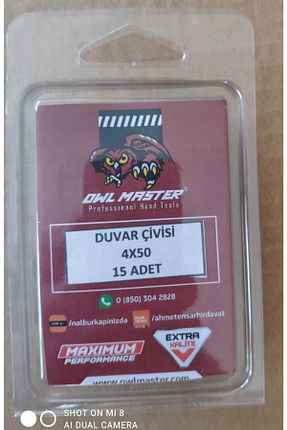 OWL MASTER
Professional Hand Tools
DUVAR ÇİVİSİ
4X50
15 ADET
0 (850) 304 2828
/nalburkapinizda
/ahmetensarhirdavat
MAXIMUM
PERFORMANCE
EXTRA
KALİTE
www.owlmaster.com
SHOT ON MI 8
AI DUAL CAMERA